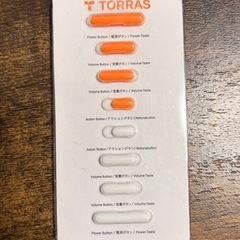 TORRAS
Power Button / 電源ボタン / Power Taste
Volume Button / 音量ボタン / Volume-Taste
Volume Button / 音量ボタン / Volume-Taste
Action Button / アクションボタン / Aktionsbutton
Action Button / アクションボタン / Aktionsbutton
Volume Button / 音量ボタン / Volume-Taste
Volume Button / 音量ボタン / Volume-Taste
Power Button / 電源ボタン / Power Taste